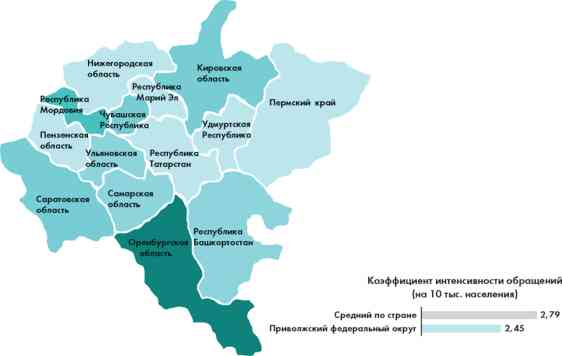 Нижегородская
область
Кировская
область
Республика
Марий Эл
Пермский край
Республика
Мордовия
Чувашская
Республика
Удмуртская
Республика
Пензенская
область
Ульяновская
область
Республика
Татарстан
Саратовская
область
Самарская
область
Оренбургская
область
Республика
Башкортостан
Коэффициент интенсивности обращений
(на 10 тыс. населения)
Средний по стране 2,79
Приволжский федеральный округ 2,45